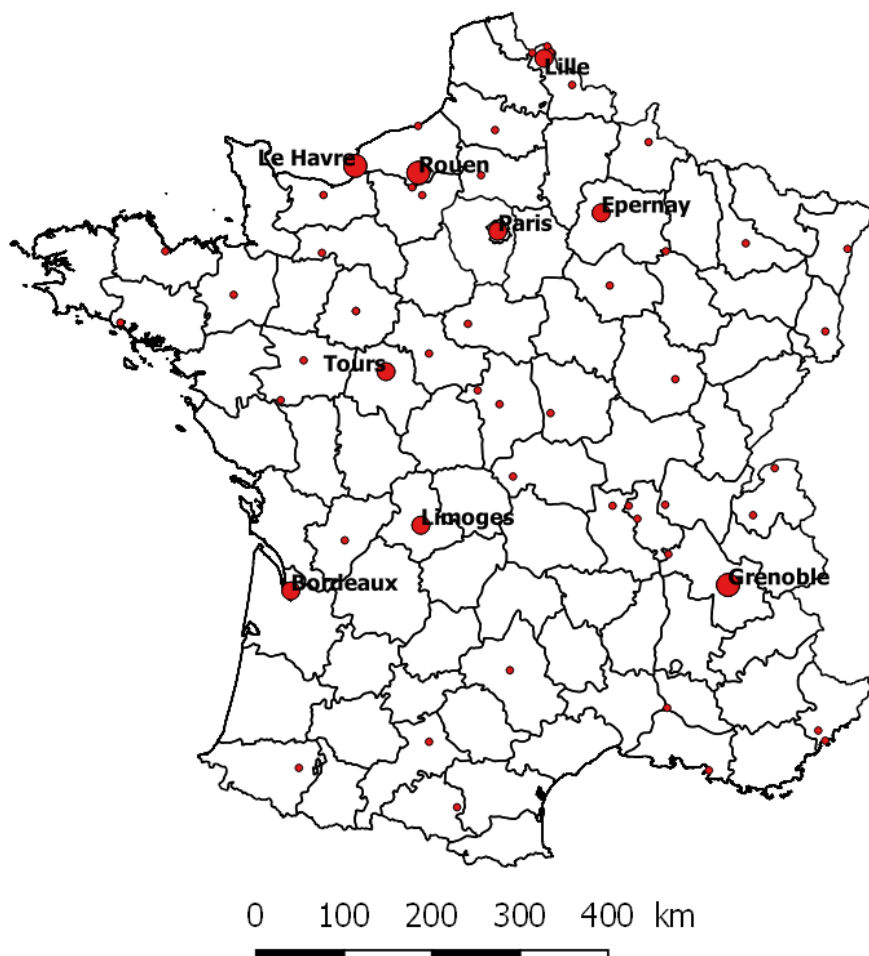 Lille
Le Havre
Rouen
Epernay
Paris
Tours
Limoges
Bordeaux
Grenoble
0 100 200 300 400 km